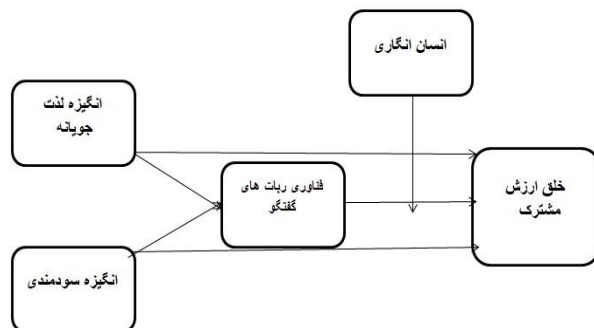 انسان انگاری
انگیزه لذت
جویانه
فناوری ربات های
گفتگو
خلق ارزش
مشترک
انگیزه سودمندی